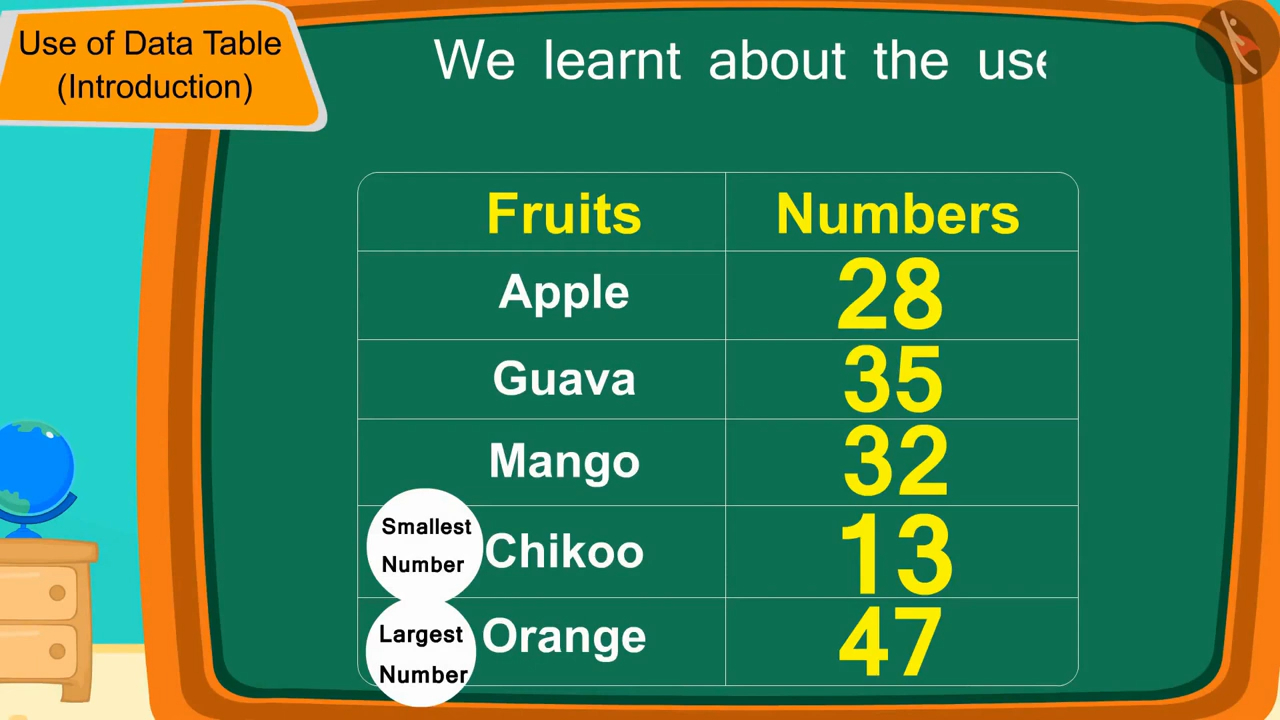 Use of Data Table
(Introduction)
We learnt about the use
Fruits Numbers
Apple 28
Guava 35
Mango 32
Smallest
Number
Chikoo 13
Largest
Number
Orange 47